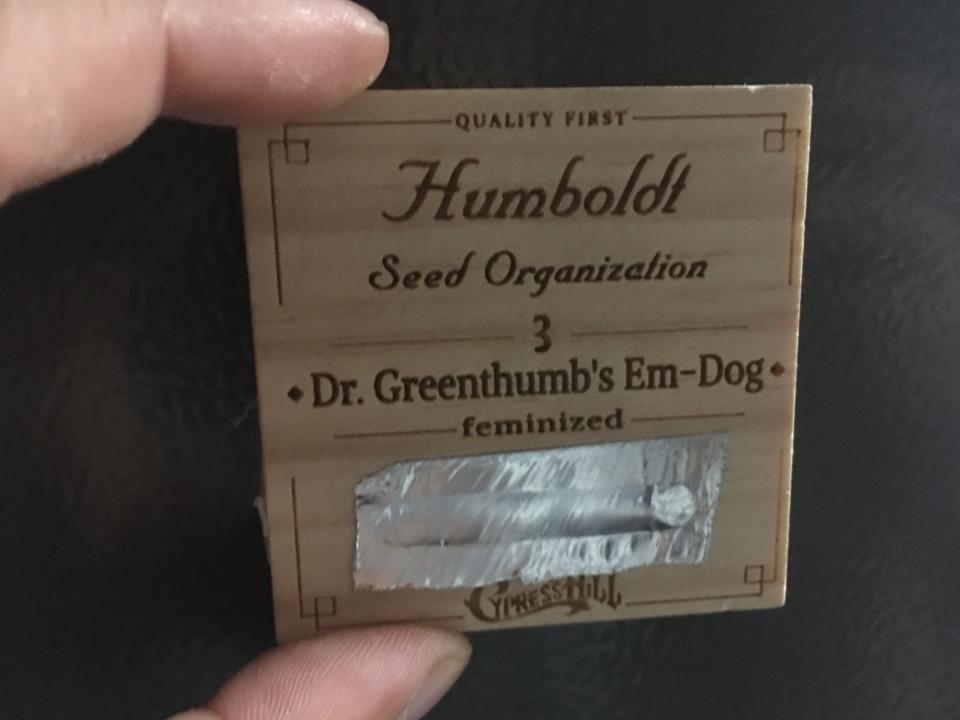 QUALITY FIRST
Humboldt
Seed Organization
3
Dr. Greenthumb's Em-Dog
feminized
CYPRESS HILL